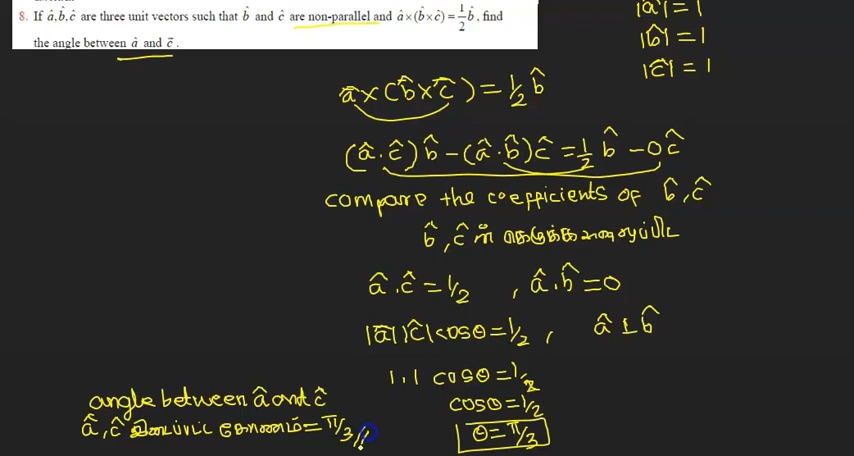 8. If â, b̂, ĉ are three unit vectors such that b̂ and ĉ are non-parallel and â×(b̂×ĉ) = 1/2 b̂, find
the angle between â and c̄.
|â| = 1
|b̂| = 1
|c̄| = 1
ā×(b̂×c̄) = 1/2 b̂
(â.ĉ)b̂ - (â.b̂)ĉ = 1/2 b̂ - 0ĉ
compare the coefficients of b̂, ĉ
b̂, ĉ ன்
â.ĉ = 1/2 , â.b̂ = 0
|ā||ĉ| cosθ = 1/2 , â ⊥ b̂
1.1 cosθ = 1/2
cosθ = 1/2
θ = π/3
angle between â and ĉ
â, ĉ கோணம் = π/3 //